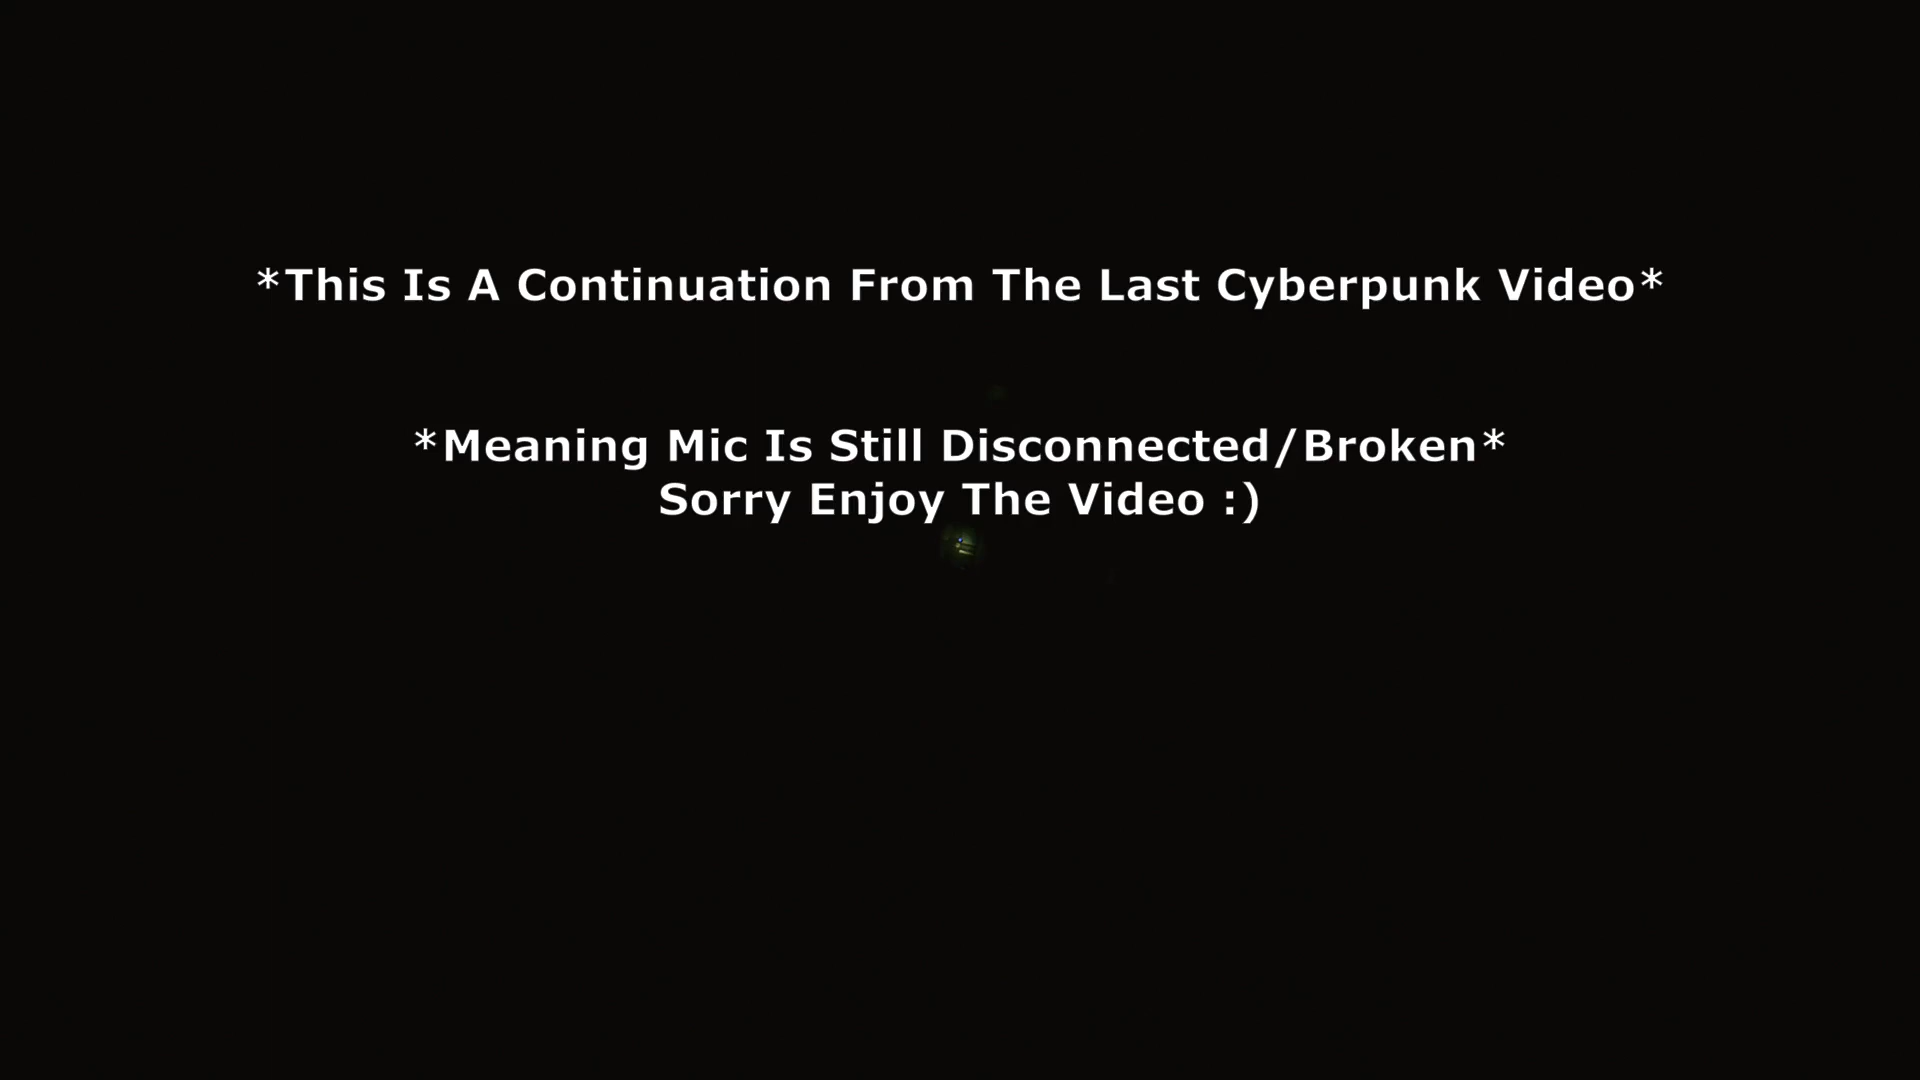 *This Is A Continuation From The Last Cyberpunk Video*
*Meaning Mic Is Still Disconnected/Broken*
Sorry Enjoy The Video :)